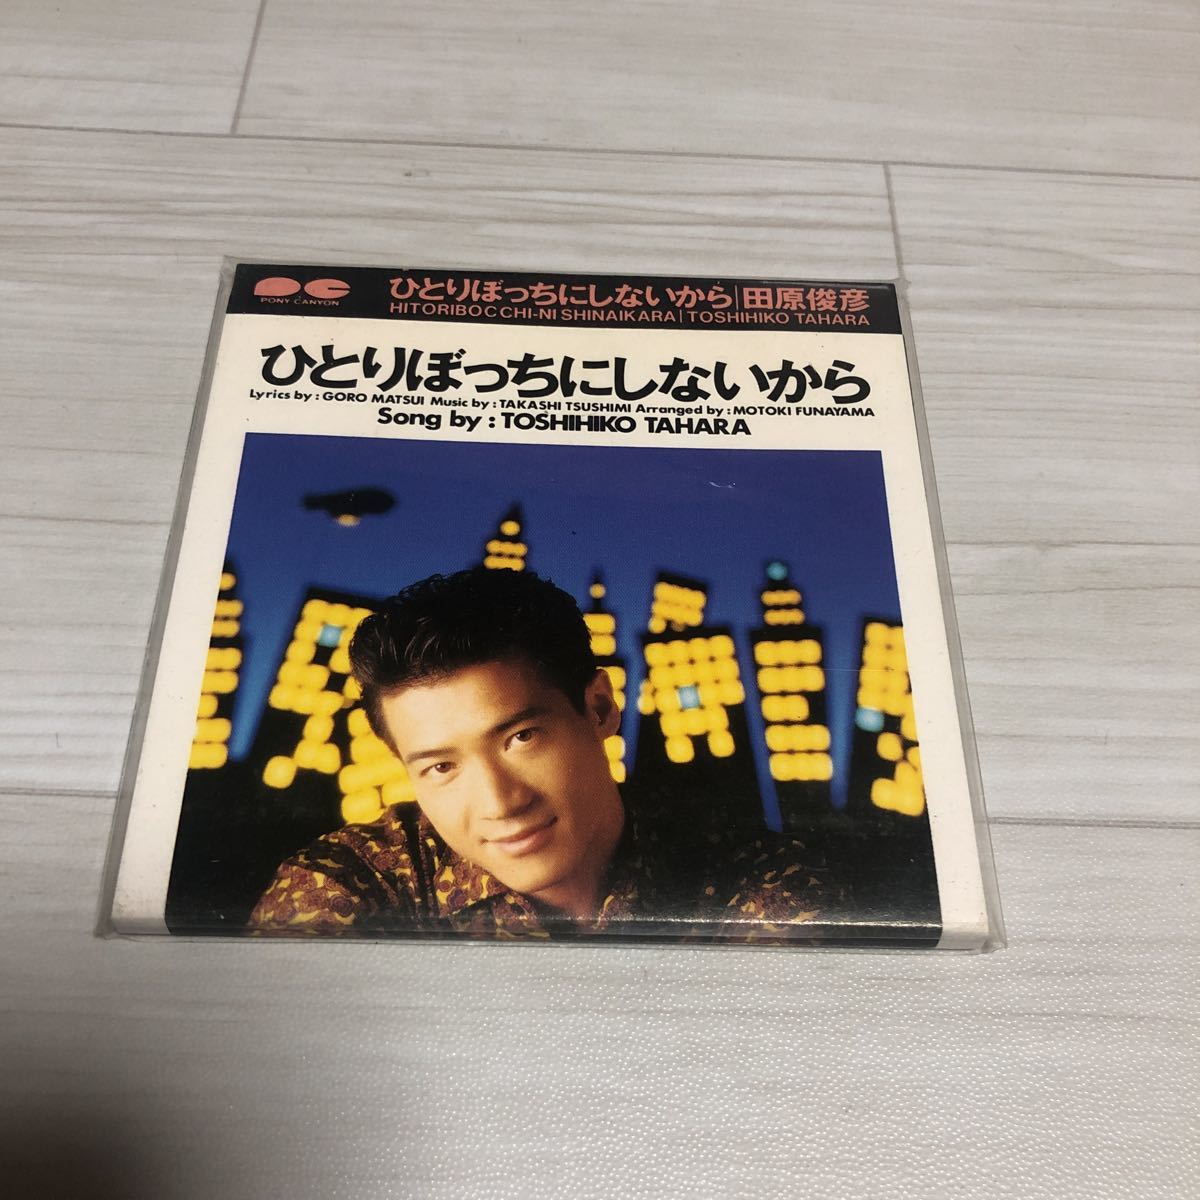 PONY CANYON
ひとりぼっちにしないから|田原俊彦
HITORIBOCCHI-NI SHINAIKARA|TOSHIHIKO TAHARA
ひとりぼっちにしないから
Lyrics by : GORO MATSUI Music by : TAKASHI TSUSHIMI Arranged by : MOTOKI FUNAYAMA
Song by : TOSHIHIKO TAHARA